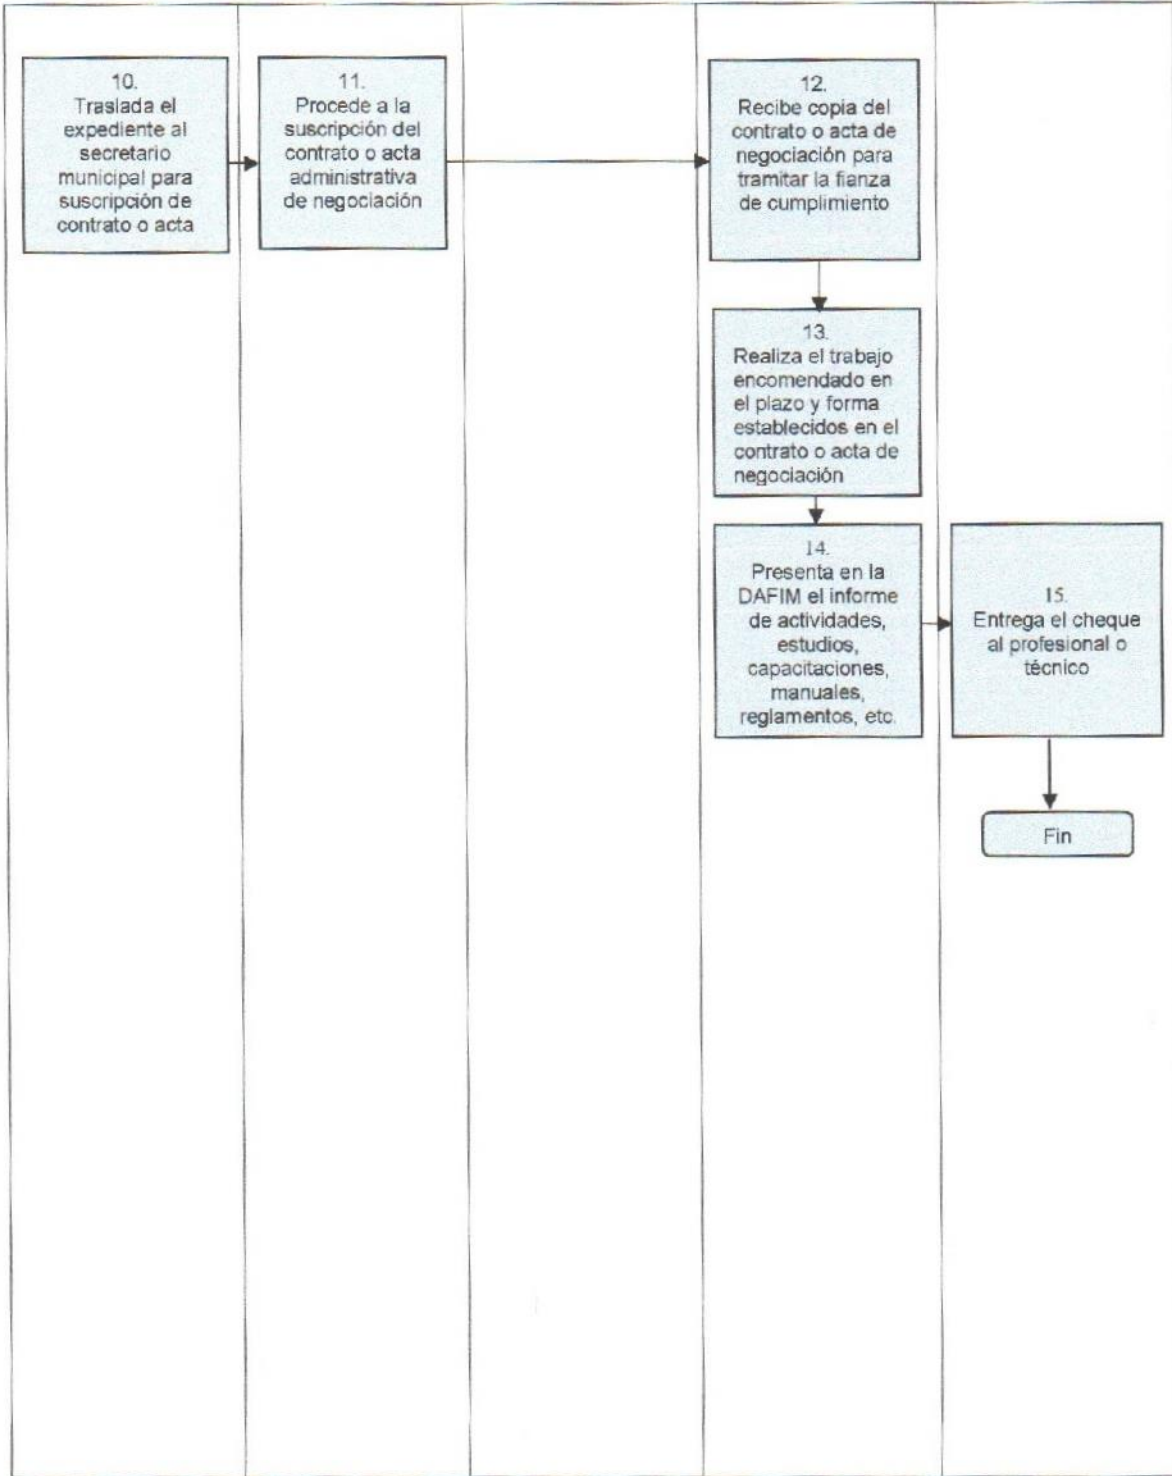 10.
Traslada el
expediente al
secretario
municipal para
suscripción de
contrato o acta
11.
Procede a la
suscripción del
contrato o acta
administrativa
de negociación
12.
Recibe copia del
contrato o acta de
negociación para
tramitar la fianza
de cumplimiento
13.
Realiza el trabajo
encomendado en
el plazo y forma
establecidos en el
contrato o acta de
negociación
14.
Presenta en la
DAFIM el informe
de actividades,
estudios,
capacitaciones,
manuales,
reglamentos, etc.
15.
Entrega el cheque
al profesional o
técnico
Fin